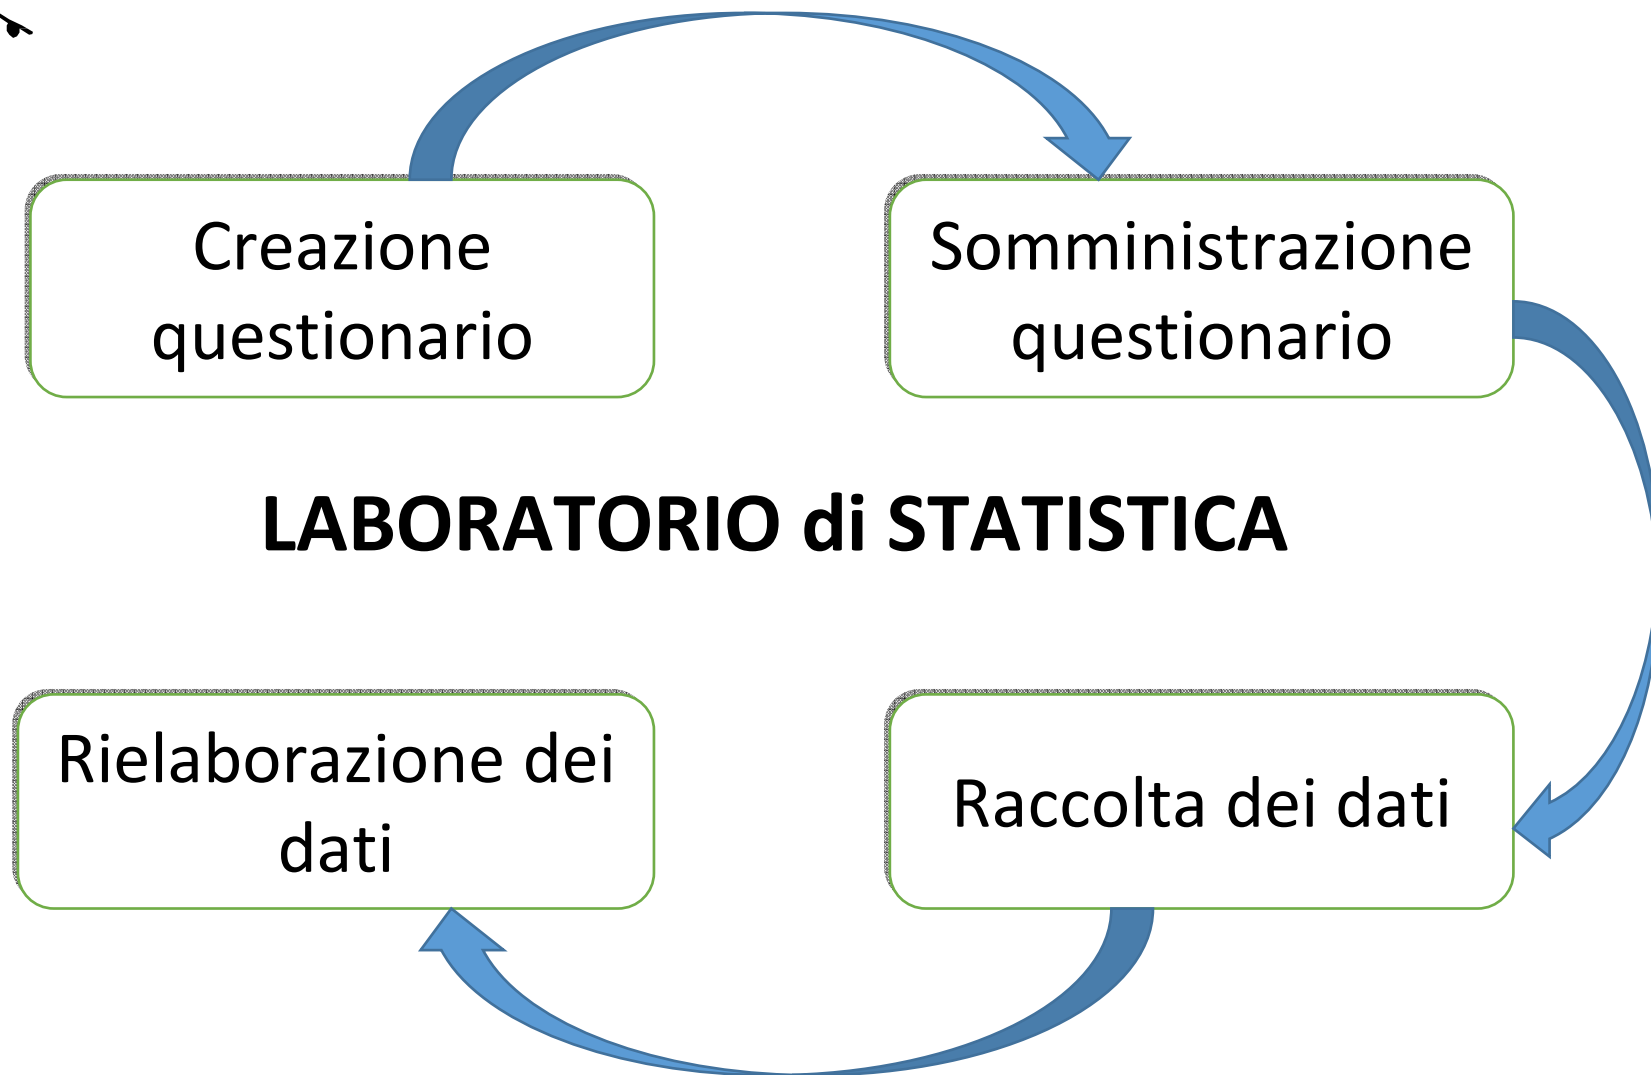 Creazione
questionario
Somministrazione
questionario
LABORATORIO di STATISTICA
Rielaborazione dei
dati
Raccolta dei dati